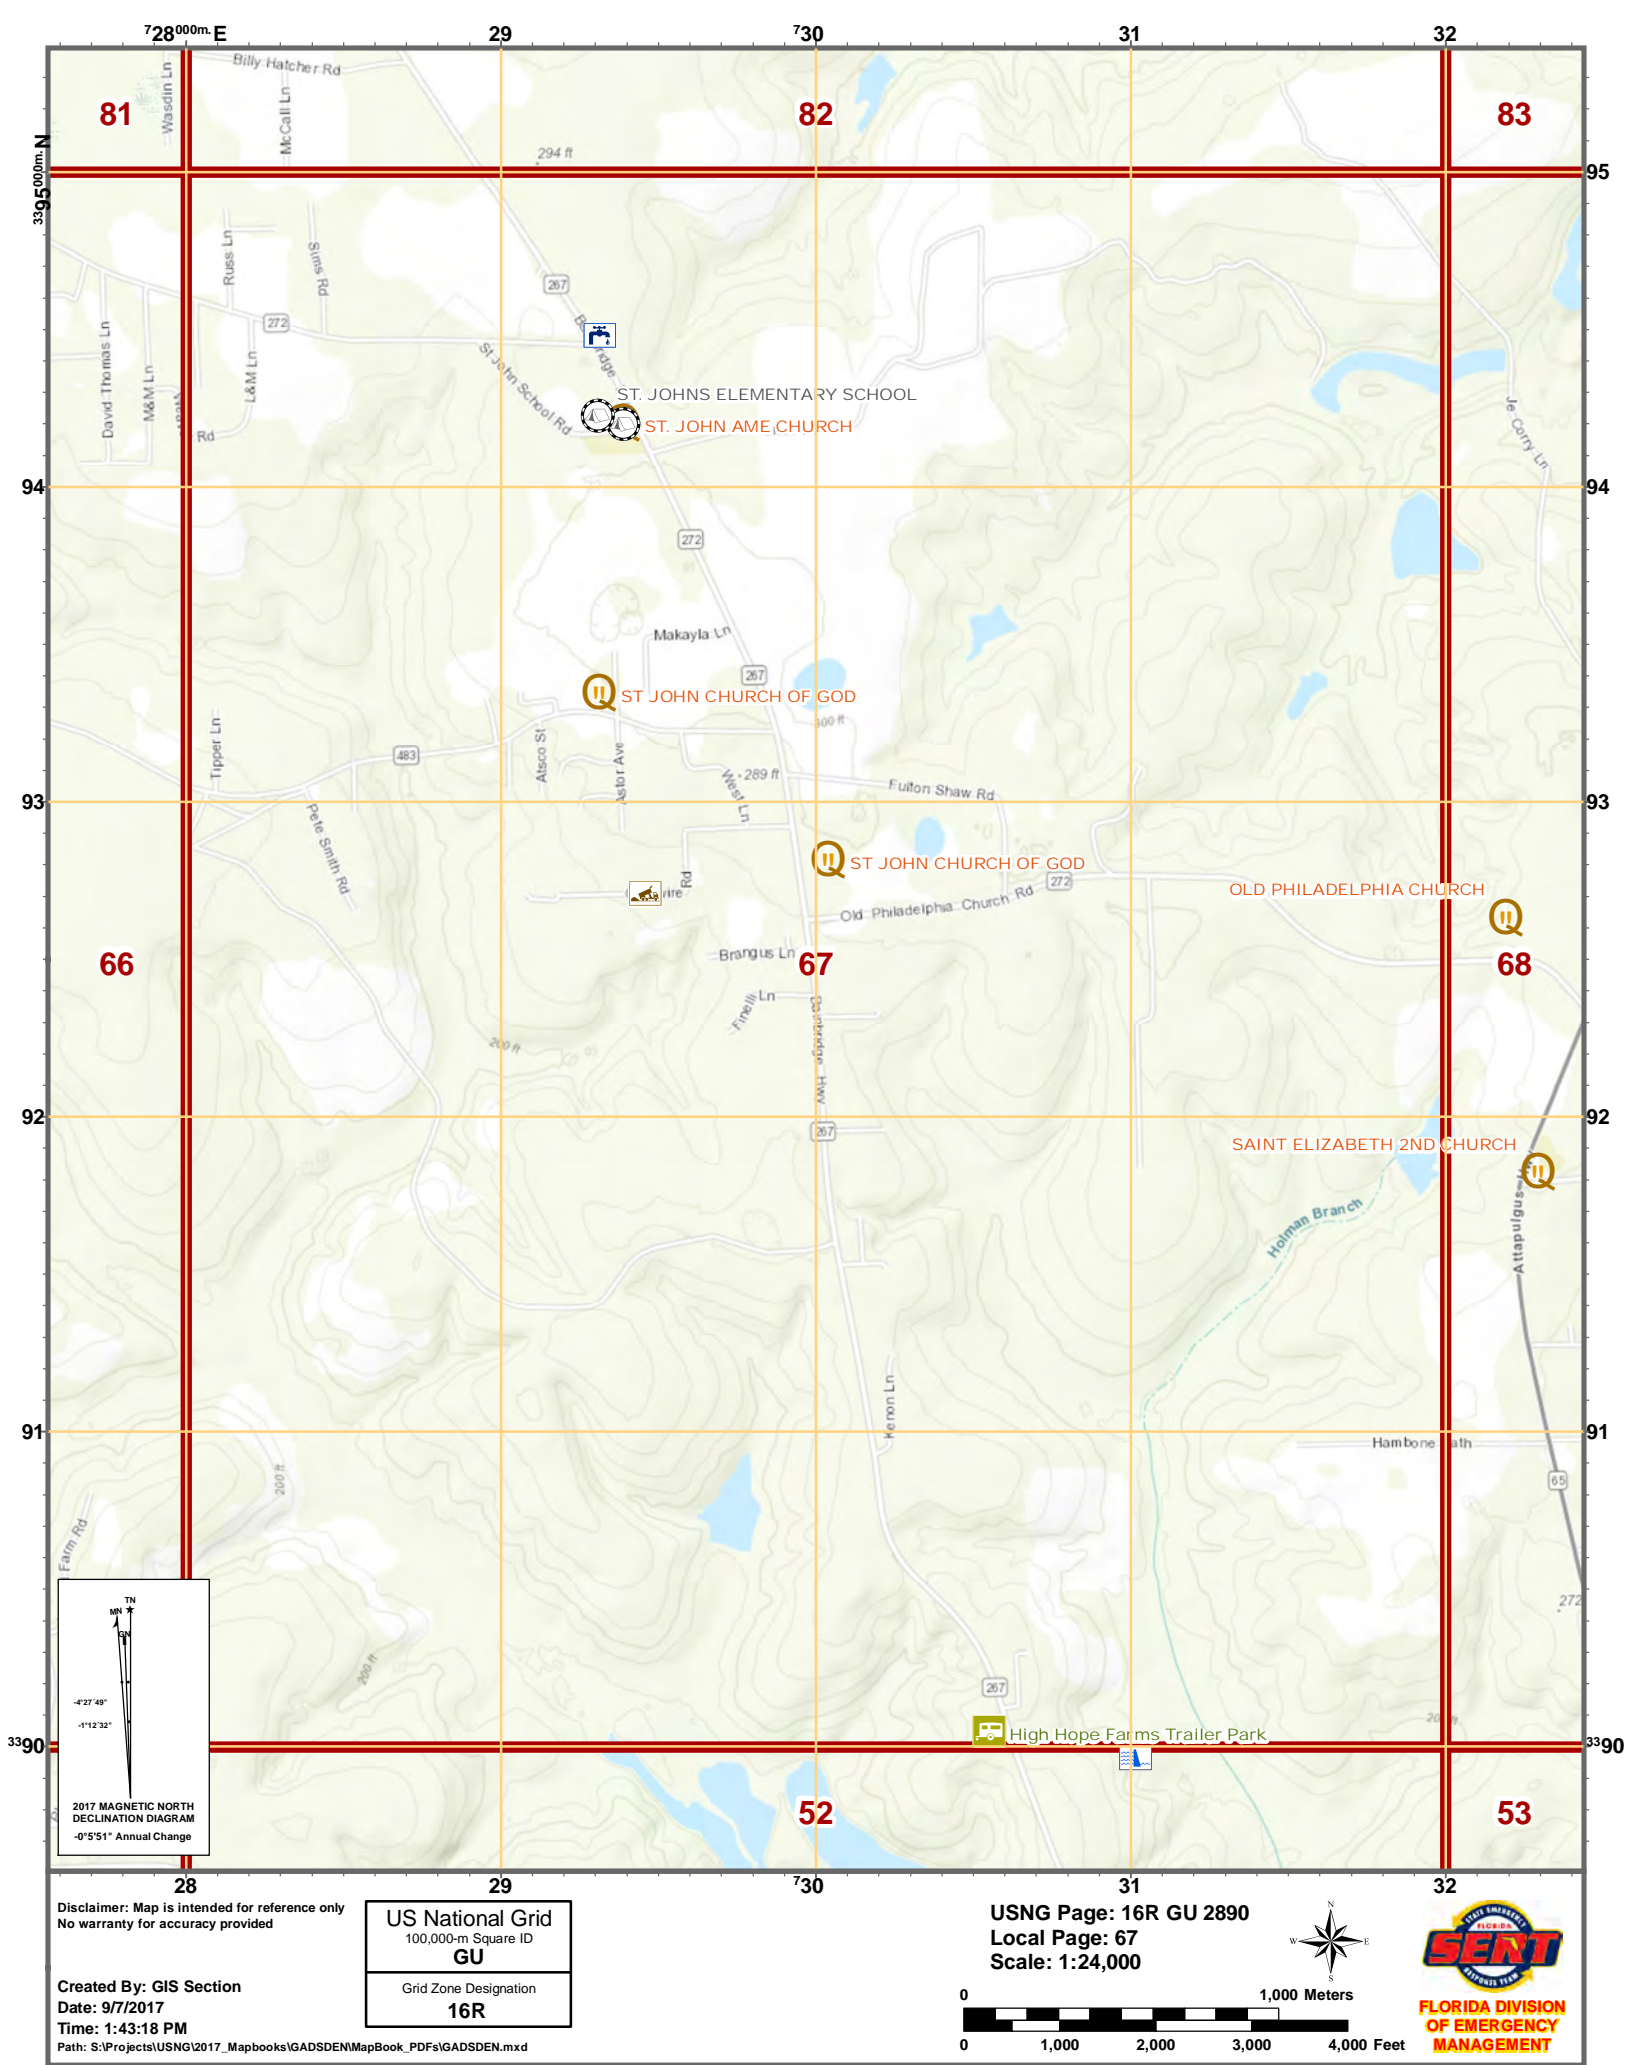 728000m. E
29
730
31
32
Billy Hatcher Rd
Wasdin Ln
McCall Ln
81
82
83
3395000m. N
294 ft
95
Russ Ln
Sims Rd
267
272
David Thomas Ln
M&M Ln
L&M Ln
Rd
St John School Rd
ST. JOHNS ELEMENTARY SCHOOL
ST. JOHN AME CHURCH
Je Corry Ln
94
94
272
Makayla Ln
267
ST JOHN CHURCH OF GOD
300 ft
Tipper Ln
483
Atsco St
Astor Ave
West Ln
289 ft
Fulton Shaw Rd
93
93
Pete Smith Rd
ST JOHN CHURCH OF GOD
Rd
272
OLD PHILADELPHIA CHURCH
Old Philadelphia Church Rd
66
Brangus Ln
67
68
Finelli Ln
Bainbridge Hwy
200 ft
92
92
267
SAINT ELIZABETH 2ND CHURCH
Holman Branch
Attapulgus Hwy
Kenon Ln
91
91
Hambone Path
65
200 ft
Farm Rd
272
200 ft
267
200 ft
High Hope Farms Trailer Park
3390
3390
52
53
TN
MN
GN
-4°27'49"
-1°12'32"
2017 MAGNETIC NORTH
DECLINATION DIAGRAM
-0°5'51" Annual Change
28
29
730
31
32
Disclaimer: Map is intended for reference only
No warranty for accuracy provided
Created By: GIS Section
Date: 9/7/2017
Time: 1:43:18 PM
Path: S:\Projects\USNG\2017_Mapbooks\GADSDEN\MapBook_PDFs\GADSDEN.mxd
US National Grid
100,000-m Square ID
GU
Grid Zone Designation
16R
USNG Page: 16R GU 2890
Local Page: 67
Scale: 1:24,000
N
W
E
S
0
1,000 Meters
0
1,000
2,000
3,000
4,000 Feet
STATE EMERGENCY
FLORIDA
SERT
RESPONSE TEAM
FLORIDA DIVISION
OF EMERGENCY
MANAGEMENT